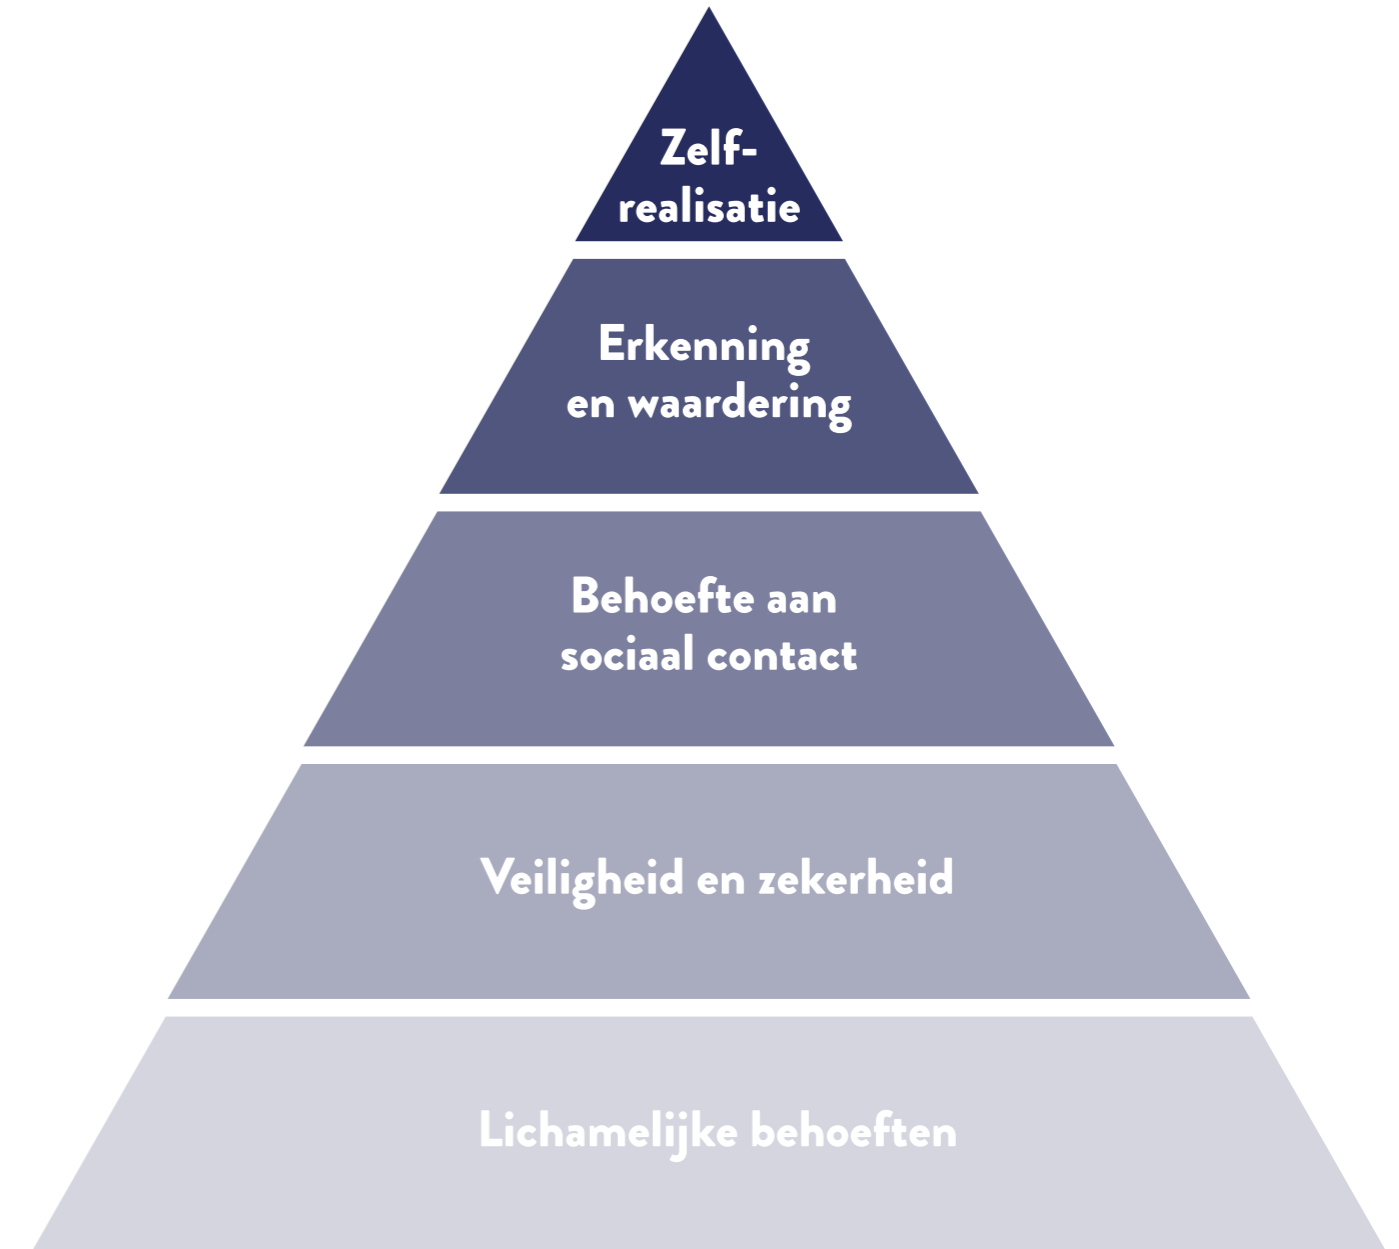 Zelf-
realisatie
Erkenning
en waardering
Behoefte aan
sociaal contact
Veiligheid en zekerheid
Lichamelijke behoeften